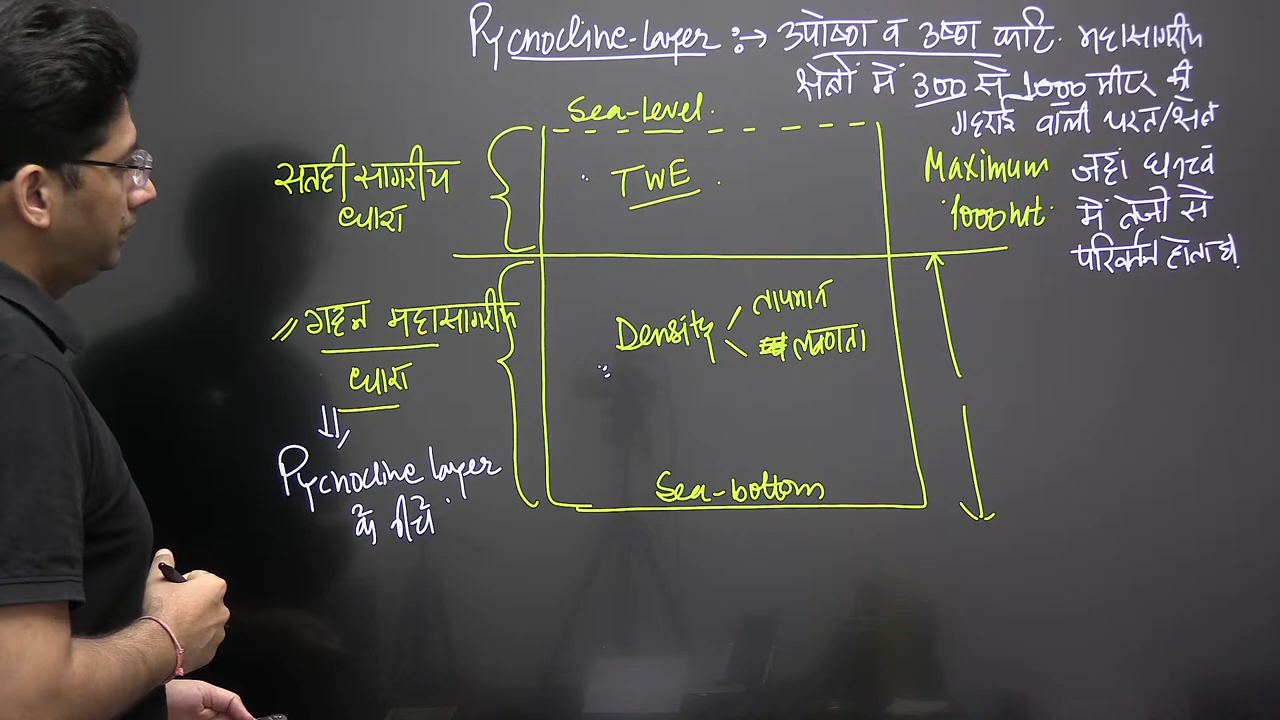 Pycnocline-layer :→ उपोष्ण व उष्ण कटि. महासागरीय
क्षेत्रों में 300 से 1000 मीटर की
गहराई वाली परत/क्षेत्र
जहां घनत्व
में तेजी से
परिवर्तन होता है.
Sea-level.
TWE
Maximum
1000 mt.
सतही सागरीय
धारा
// गहन महासागरीय
धारा
Pycnocline layer
के नीचे
Density < तापमान
लवणता
Sea-bottom